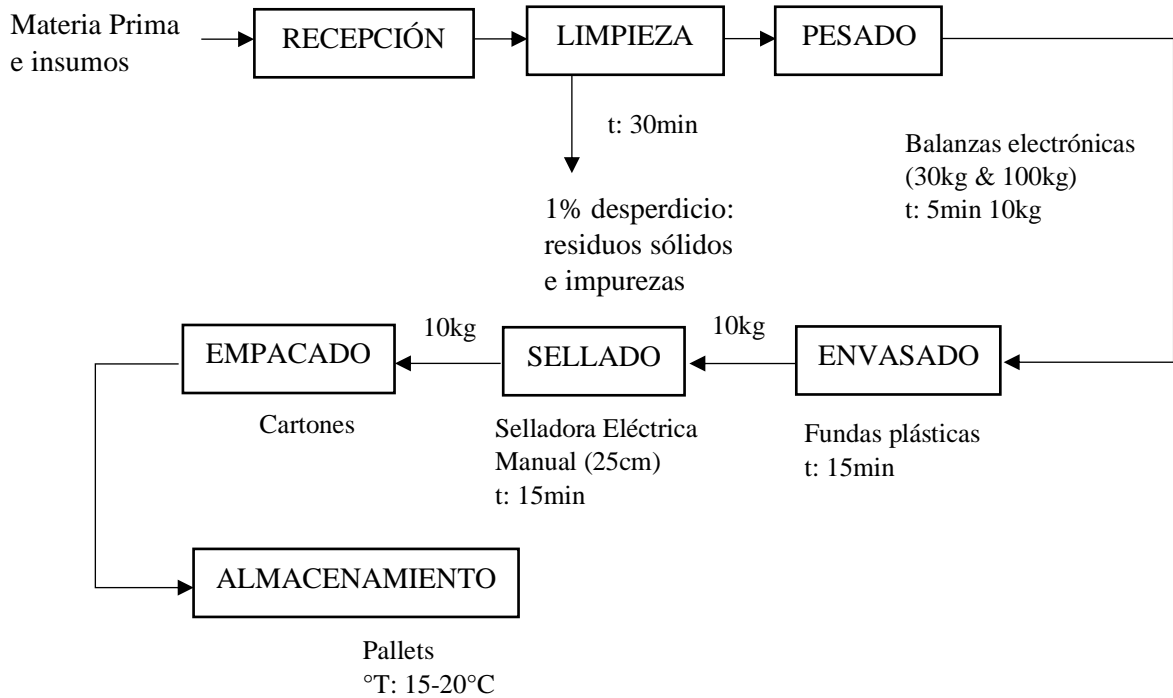 Materia Prima
e insumos
RECEPCIÓN
LIMPIEZA
PESADO
t: 30min
1% desperdicio:
residuos sólidos
e impurezas
Balanzas electrónicas
(30kg & 100kg)
t: 5min 10kg
EMPACADO
10kg
SELLADO
10kg
ENVASADO
Cartones
Selladora Eléctrica
Manual (25cm)
t: 15min
Fundas plásticas
t: 15min
ALMACENAMIENTO
Pallets
°T: 15-20°C